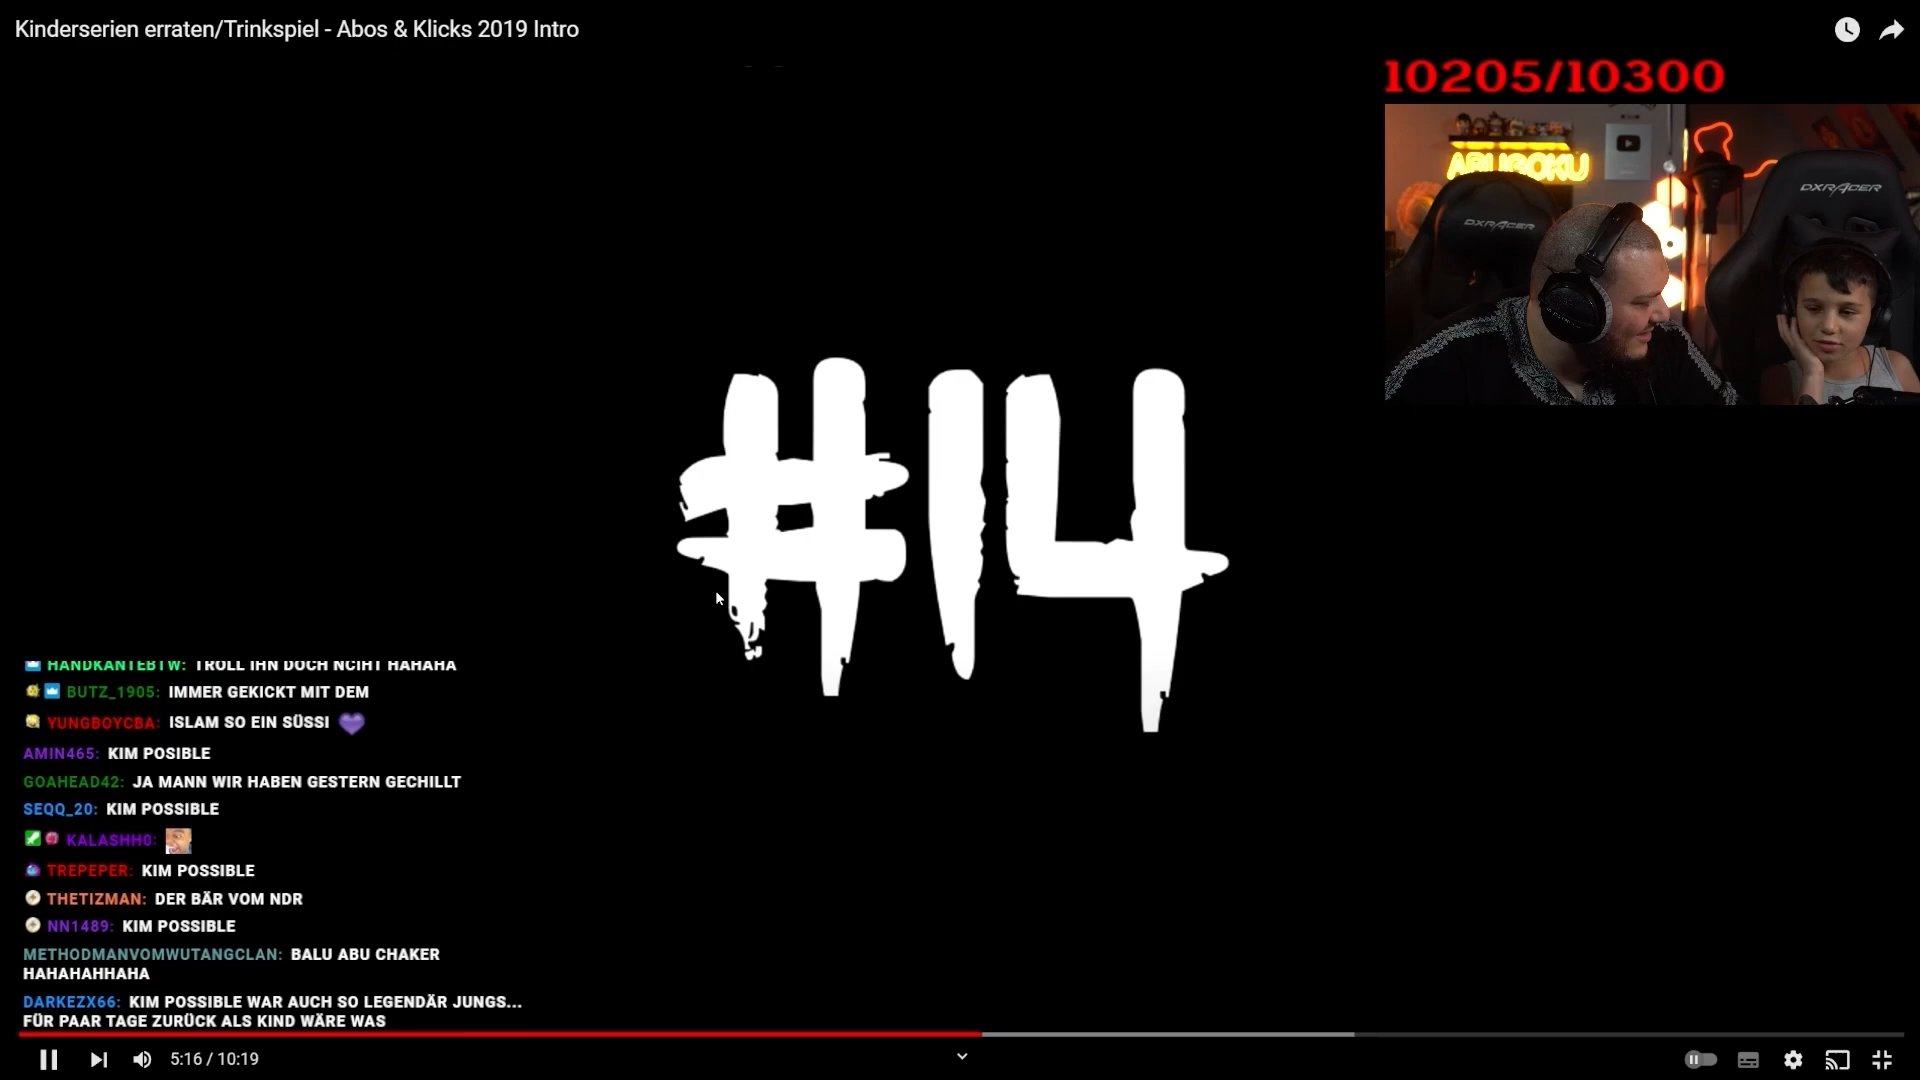 Kinderserien erraten/Trinkspiel - Abos & Klicks 2019 Intro
10205/10300
ABUGOKU
DXRACER
DXRACER
#14
HANDKANTEBTW: TROLL IHN DOCH NCIHT HAHAHA
BUTZ_1905: IMMER GEKICKT MIT DEM
YUNGBOYCBA: ISLAM SO EIN SÜSSI
AMIN465: KIM POSIBLE
GOAHEAD42: JA MANN WIR HABEN GESTERN GECHILLT
SEQQ_20: KIM POSSIBLE
KALASHH0:
TREPEPER: KIM POSSIBLE
THETIZMAN: DER BÄR VOM NDR
NN1489: KIM POSSIBLE
METHODMANVOMWUTANGCLAN: BALU ABU CHAKER
HAHAHAHHAHA
DARKEZX66: KIM POSSIBLE WAR AUCH SO LEGENDÄR JUNGS...
FÜR PAAR TAGE ZURÜCK ALS KIND WÄRE WAS
5:16 / 10:19